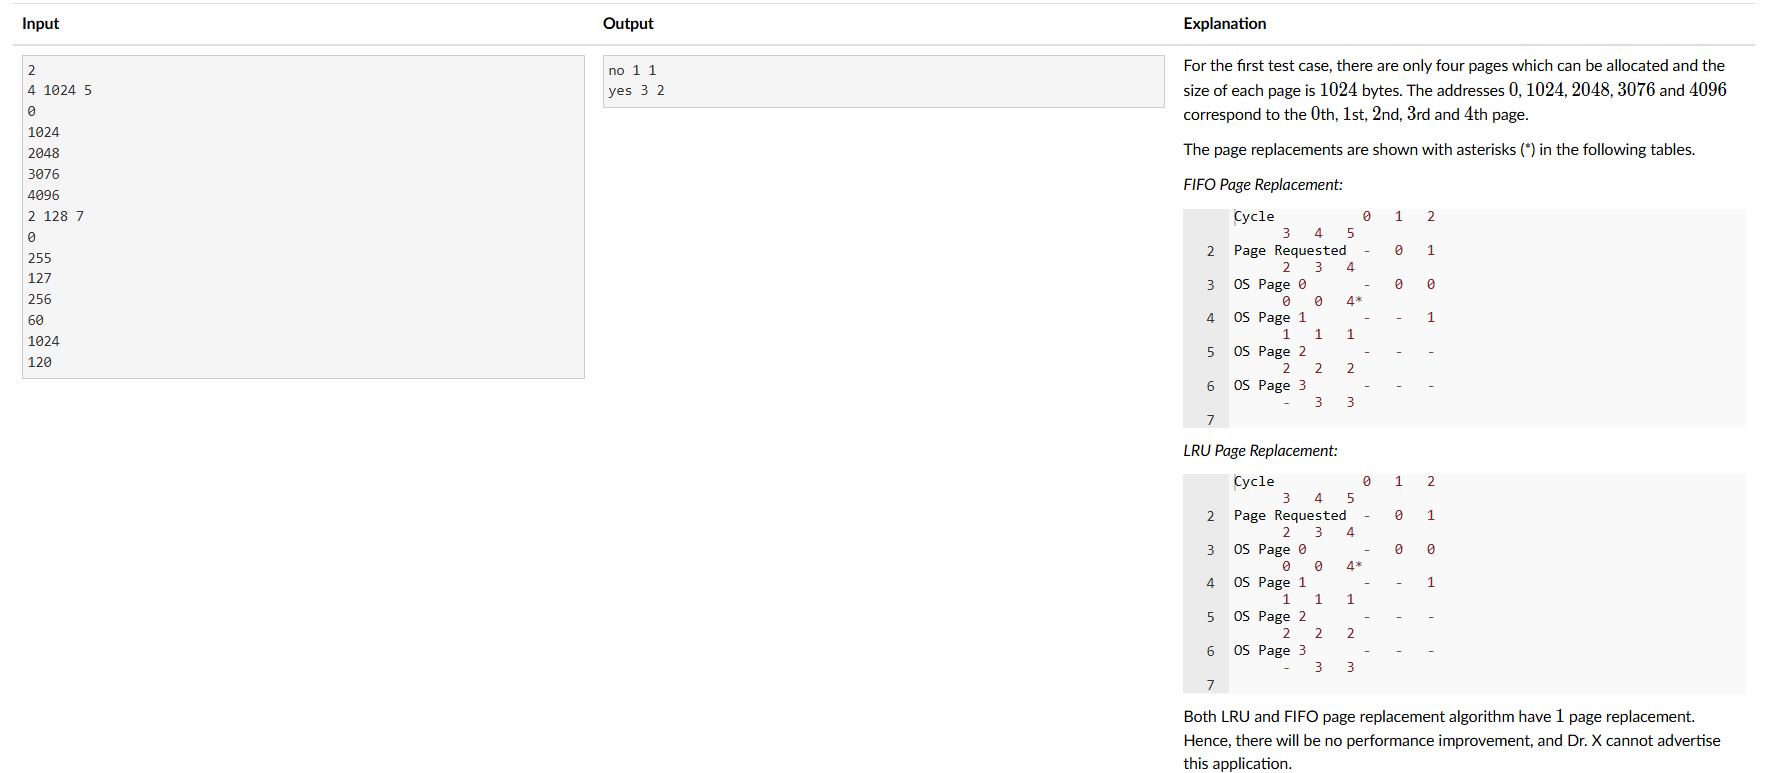 Input
Output
Explanation
2
4 1024 5
0
1024
2048
3076
4096
2 128 7
0
255
127
256
60
1024
120
no 1 1
yes 3 2
For the first test case, there are only four pages which can be allocated and the
size of each page is 1024 bytes. The addresses 0, 1024, 2048, 3076 and 4096
correspond to the 0th, 1st, 2nd, 3rd and 4th page.
The page replacements are shown with asterisks (*) in the following tables.
FIFO Page Replacement:
Cycle 0 1 2
3 4 5
2 Page Requested - 0 1
2 3 4
3 OS Page 0 - 0 0
0 0 4*
4 OS Page 1 - - 1
1 1 1
5 OS Page 2 - - -
2 2 2
6 OS Page 3 - - -
- 3 3
7
LRU Page Replacement:
Cycle 0 1 2
3 4 5
2 Page Requested - 0 1
2 3 4
3 OS Page 0 - 0 0
0 0 4*
4 OS Page 1 - - 1
1 1 1
5 OS Page 2 - - -
2 2 2
6 OS Page 3 - - -
- 3 3
7
Both LRU and FIFO page replacement algorithm have 1 page replacement.
Hence, there will be no performance improvement, and Dr. X cannot advertise
this application.